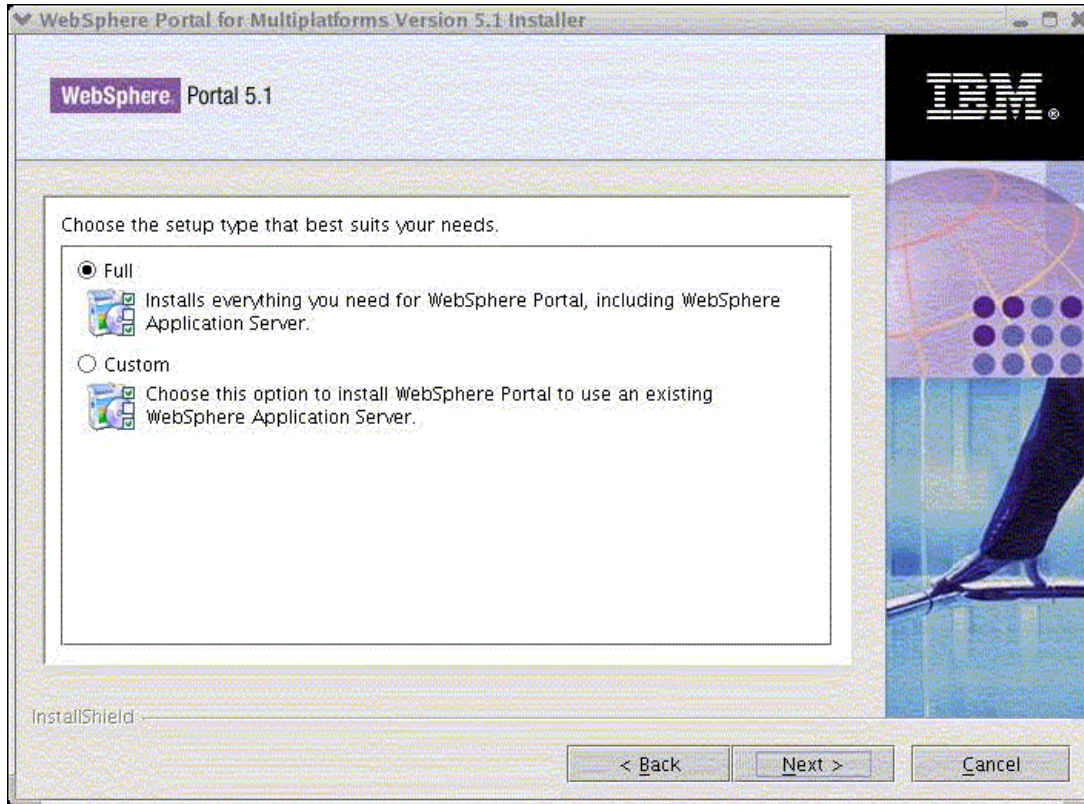 WebSphere Portal for Multiplatforms Version 5.1 Installer
WebSphere Portal 5.1
IBM®
Choose the setup type that best suits your needs.
Full
Installs everything you need for WebSphere Portal, including WebSphere
Application Server.
Custom
Choose this option to install WebSphere Portal to use an existing
WebSphere Application Server.
InstallShield
< Back
Next >
Cancel